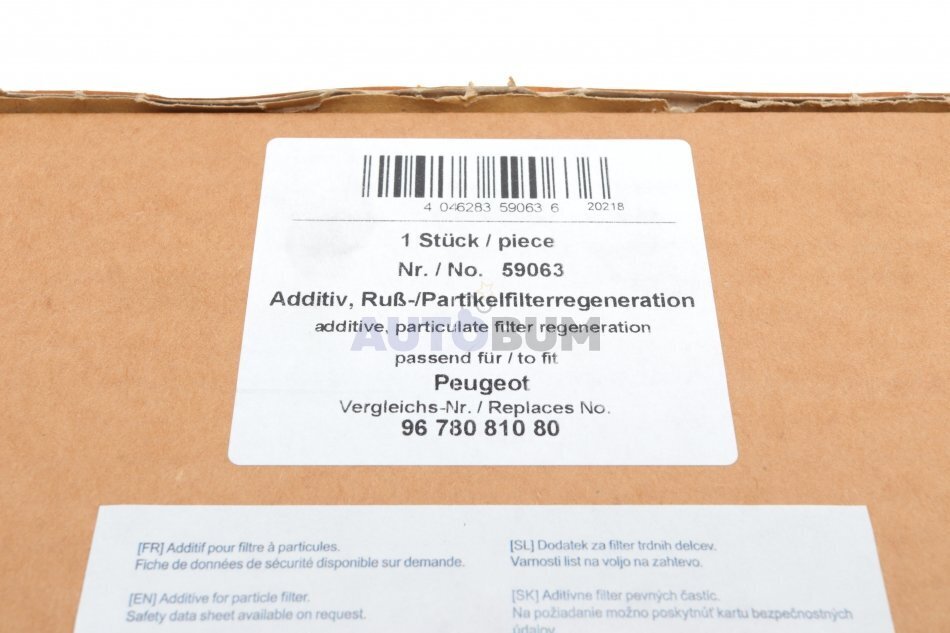 4 046283 59063 6 20218
1 Stück / piece
Nr. / No. 59063
Additiv, Ruß-/Partikelfilterregeneration
additive, particulate filter regeneration
AUTOBUM
passend für / to fit
Peugeot
Vergleichs-Nr. / Replaces No.
96 780 810 80
[FR] Additif pour filtre à particules.
Fiche de données de sécurité disponible sur demande.
[EN] Additive for particle filter.
Safety data sheet available on request.
[SL] Dodatek za filter trdnih delcev.
Varnosti list na voljo na zahtevo.
[SK] Aditivne filter pevných častic.
Na požiadanie možno poskytnúť kartu bezpečnostných
údajov